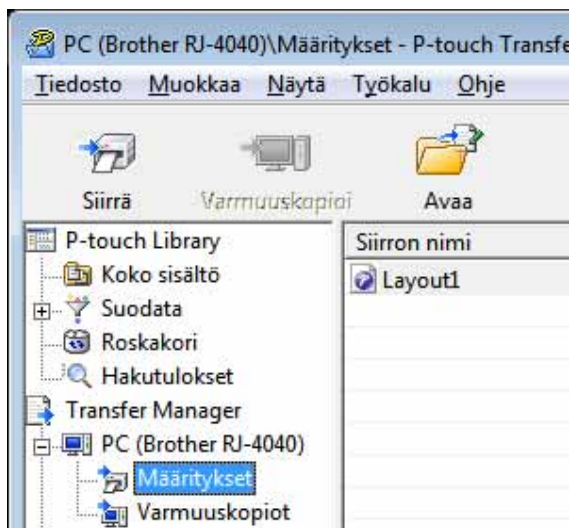 PC (Brother RJ-4040)\Määritykset - P-touch Transfe
Tiedosto Muokkaa Näytä Työkalu Ohje
Siirrä Varmuuskopioi Avaa
P-touch Library
Koko sisältö
Suodata
Roskakori
Hakutulokset
Transfer Manager
PC (Brother RJ-4040)
Määritykset
Varmuuskopiot
Siirron nimi
Layout1